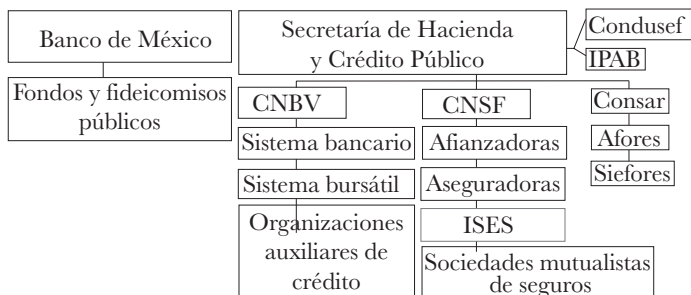 Banco de México
Fondos y fideicomisos
públicos
Secretaría de Hacienda
y Crédito Público
Condusef
IPAB
CNBV
Sistema bancario
Sistema bursátil
Organizaciones
auxiliares de
crédito
CNSF
Afianzadoras
Aseguradoras
ISES
Sociedades mutualistas
de seguros
Consar
Afores
Siefores